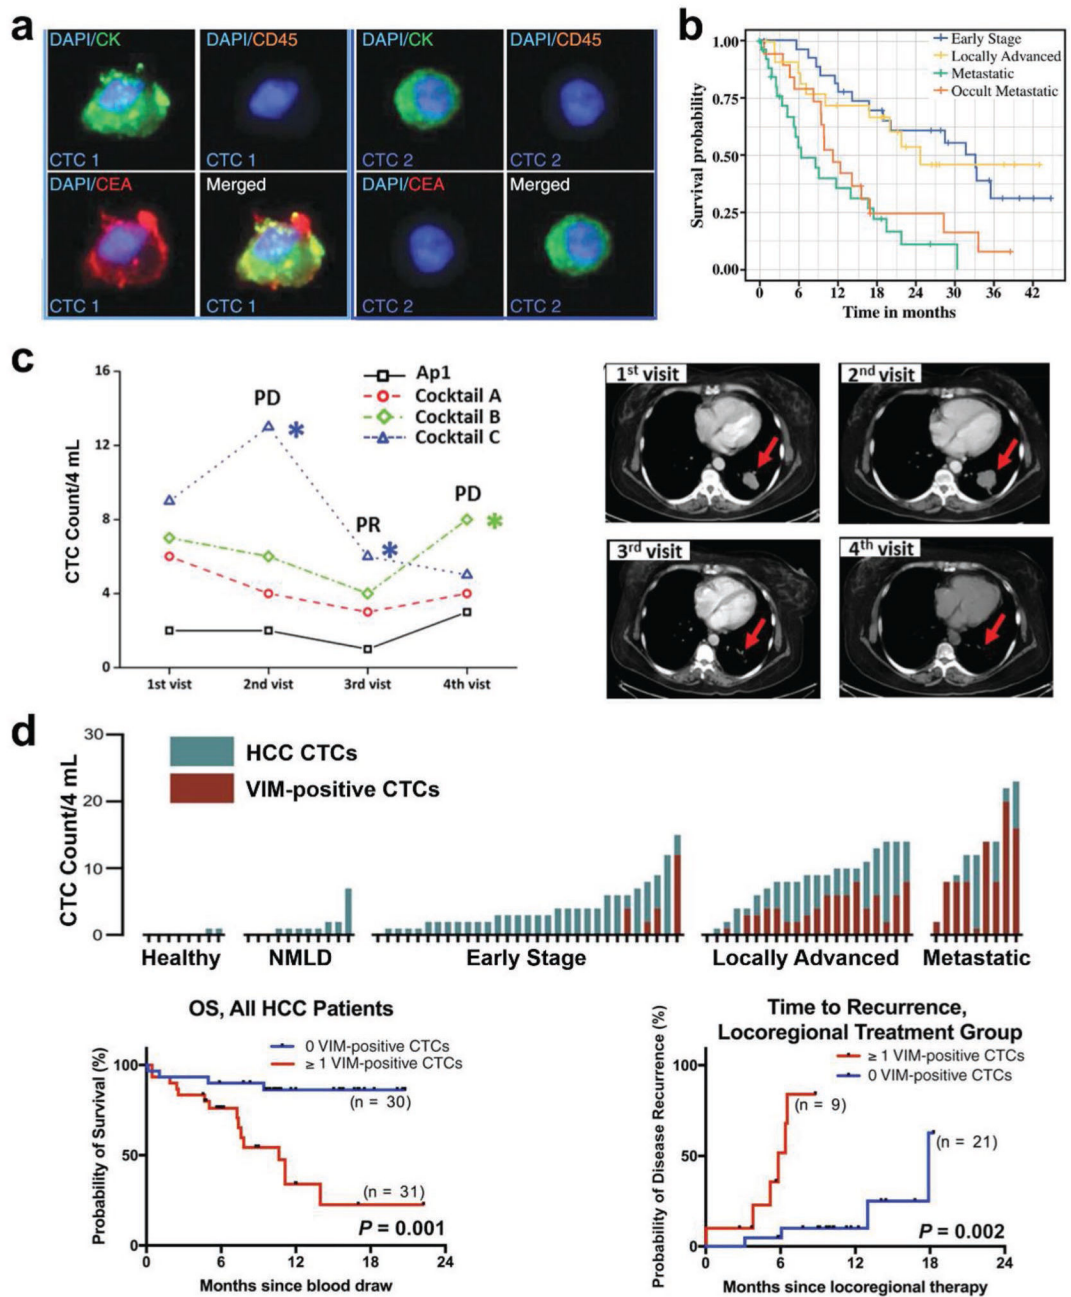 a
DAPI/CK
DAPI/CD45
DAPI/CK
DAPI/CD45
CTC 1
CTC 1
CTC 2
CTC 2
DAPI/CEA
Merged
DAPI/CEA
Merged
CTC 1
CTC 1
CTC 2
CTC 2
b
Survival probability
1.00
0.75
0.50
0.25
0.00
Early Stage
Locally Advanced
Metastatic
Occult Metastatic
0 6 12 18 24 30 36 42
Time in months
c
CTC Count/4 mL
16
12
8
4
0
Ap1
Cocktail A
Cocktail B
Cocktail C
PD
*
PR
*
PD
*
1st vist 2nd vist 3rd vist 4th vist
1st visit
2nd visit
3rd visit
4th visit
d
CTC Count/4 mL
30
20
10
0
HCC CTCs
VIM-positive CTCs
Healthy NMLD Early Stage Locally Advanced Metastatic
OS, All HCC Patients
Probability of Survival (%)
100
50
0
0 VIM-positive CTCs
≥ 1 VIM-positive CTCs
(n = 30)
(n = 31)
P = 0.001
0 6 12 18 24
Months since blood draw
Time to Recurrence,
Locoregional Treatment Group
Probability of Disease Recurrence (%)
100
50
0
≥ 1 VIM-positive CTCs
0 VIM-positive CTCs
(n = 9)
(n = 21)
P = 0.002
0 6 12 18 24
Months since locoregional therapy